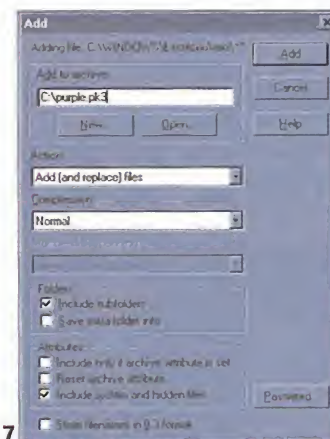 Add
Adding file: C:\WINDOWS\Desktop\
Add to archive:
C:\purple.pk3
Add
Cancel
New...
Open...
Help
Action:
Add (and replace) files
Compression:
Normal
Folders
Include subfolders
Save extra folder info
Attributes
Include only if archive attribute is set
Reset archive attribute
Include system and hidden files
Password
Store filenames in 8.3 format
7